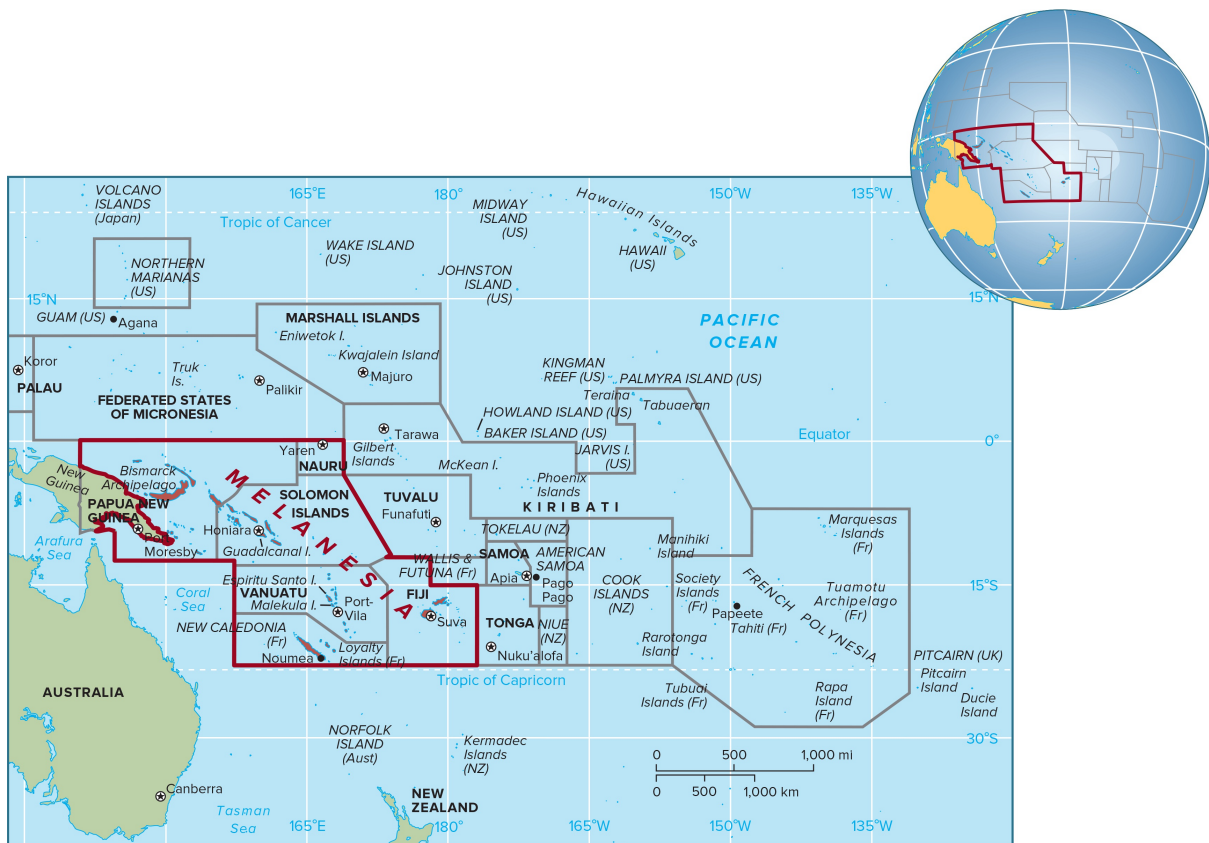 VOLCANO
ISLANDS
(Japan)
165°E
180°
150°W
135°W
Tropic of Cancer
MIDWAY
ISLAND
(US)
Hawaiian Islands
HAWAII
(US)
WAKE ISLAND
(US)
JOHNSTON
ISLAND
(US)
NORTHERN
MARIANAS
(US)
15°N
15°N
GUAM (US)
Agana
MARSHALL ISLANDS
Eniwetok I.
Kwajalein Island
Majuro
PACIFIC
OCEAN
Koror
PALAU
Truk
Is.
Palikir
FEDERATED STATES
OF MICRONESIA
KINGMAN
REEF (US)
PALMYRA ISLAND (US)
Teraina
Tabuaeran
HOWLAND ISLAND (US)
BAKER ISLAND (US)
JARVIS I.
(US)
Equator
0°
Tarawa
Gilbert
Islands
Yaren
NAURU
McKean I.
Phoenix
Islands
KIRIBATI
New
Guinea
Bismarck
Archipelago
MELANESIA
PAPUA NEW
GUINEA
Port
Moresby
SOLOMON
ISLANDS
Honiara
Guadalcanal I.
TUVALU
Funafuti
TOKELAU (NZ)
Arafura
Sea
WALLIS &
FUTUNA (Fr)
SAMOA
Apia
AMERICAN
SAMOA
Pago
Pago
Manihiki
Island
Marquesas
Islands
(Fr)
15°S
COOK
ISLANDS
(NZ)
Society
Islands
(Fr)
FRENCH POLYNESIA
Tuamotu
Archipelago
(Fr)
Papeete
Tahiti (Fr)
Coral
Sea
Espiritu Santo I.
VANUATU
Malekula I.
Port-
Vila
FIJI
Suva
TONGA
Nuku'alofa
NIUE
(NZ)
NEW CALEDONIA
(Fr)
Noumea
Loyalty
Islands (Fr)
Rarotonga
Island
Tropic of Capricorn
PITCAIRN (UK)
Pitcairn
Island
Ducie
Island
Tubuai
Islands (Fr)
Rapa
Island
(Fr)
AUSTRALIA
NORFOLK
ISLAND
(Aust)
Kermadec
Islands
(NZ)
30°S
0 500 1,000 mi
0 500 1,000 km
Canberra
Tasman
Sea
NEW
ZEALAND
165°E
180°
165°W
150°W
135°W